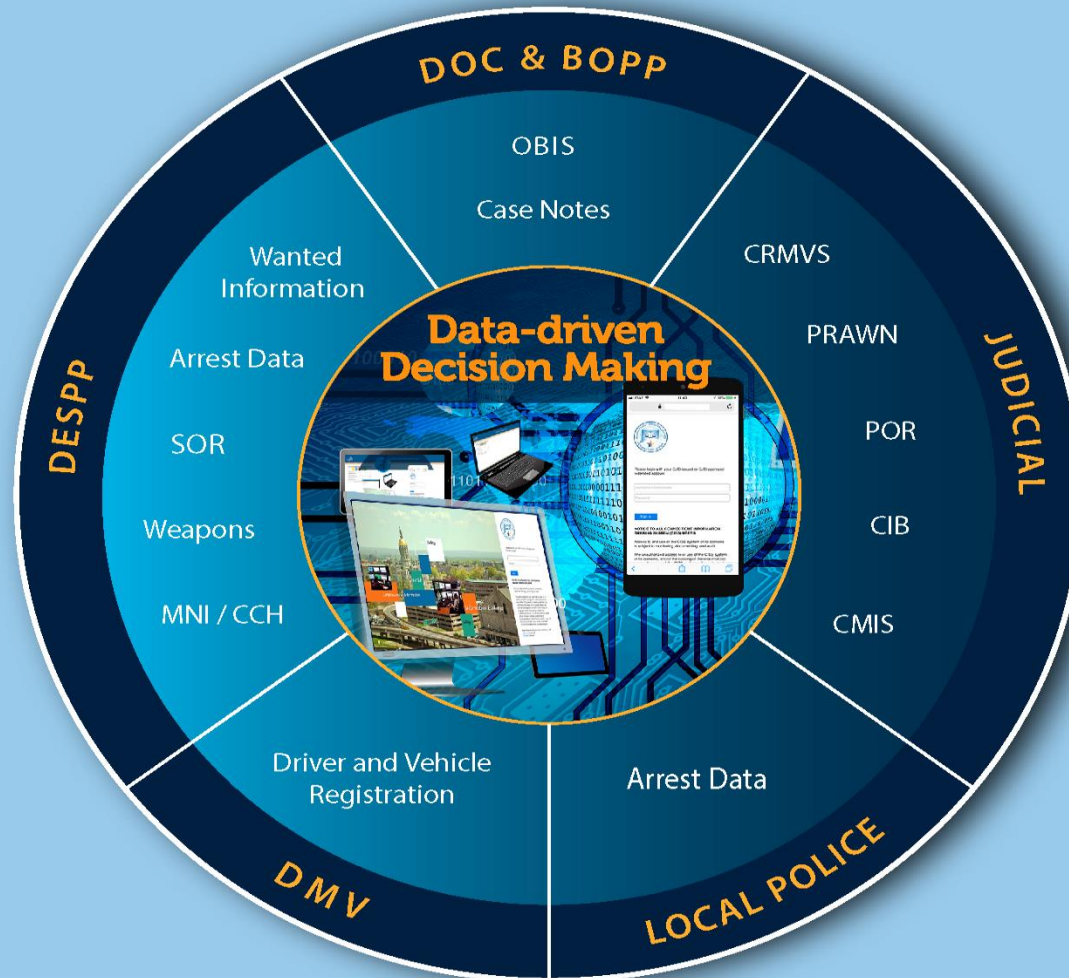 DOC & BOPP
OBIS
Case Notes
JUDICIAL
CRMVS
PRAWN
POR
CIB
CMIS
LOCAL POLICE
Arrest Data
DMV
Driver and Vehicle
Registration
DESPP
Wanted
Information
Arrest Data
SOR
Weapons
MNI / CCH
Data-driven
Decision Making